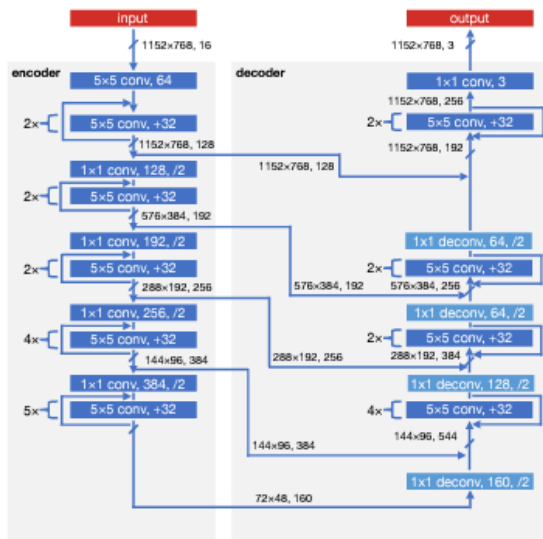 input
1152×768, 16
encoder
5×5 conv, 64
2×
5×5 conv, +32
1152×768, 128
1×1 conv, 128, /2
2×
5×5 conv, +32
576×384, 192
1×1 conv, 192, /2
2×
5×5 conv, +32
288×192, 256
1×1 conv, 256, /2
4×
5×5 conv, +32
144×96, 384
1×1 conv, 384, /2
5×
5×5 conv, +32
72×48, 160
output
1152×768, 3
decoder
1×1 conv, 3
1152×768, 256
2×
5×5 conv, +32
1152×768, 192
1152×768, 128
1x1 deconv, 64, /2
2×
5×5 conv, +32
576×384, 192
576×384, 256
1x1 deconv, 64, /2
2×
5×5 conv, +32
288×192, 256
288×192, 384
1x1 deconv, 128, /2
4×
5×5 conv, +32
144×96, 544
144×96, 384
1x1 deconv, 160, /2